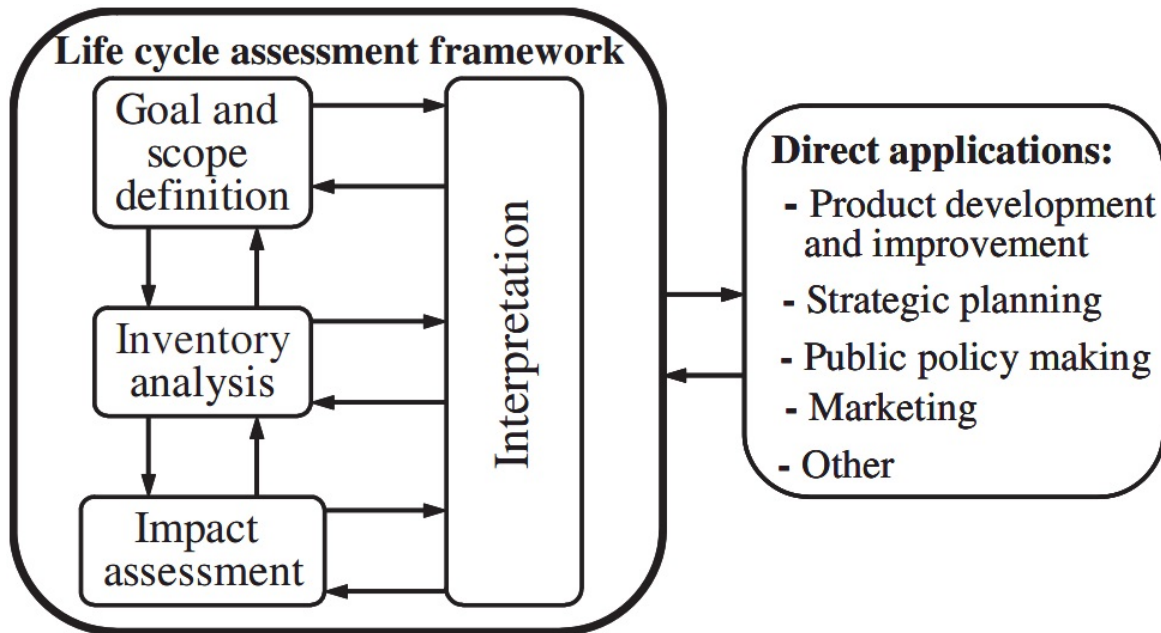 Life cycle assessment framework
Goal and
scope
definition
Inventory
analysis
Impact
assessment
Interpretation
Direct applications:
- Product development
and improvement
- Strategic planning
- Public policy making
- Marketing
- Other